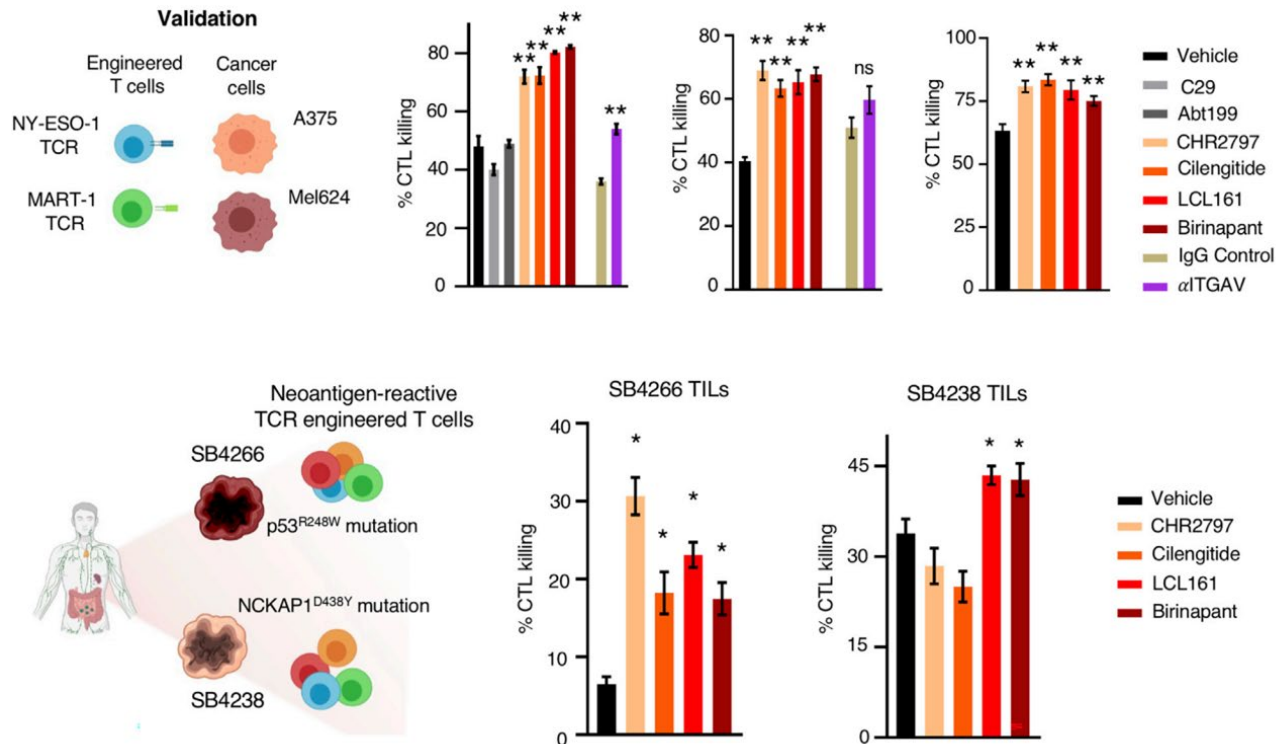 Validation
Engineered
T cells
Cancer
cells
NY-ESO-1
TCR
A375
MART-1
TCR
Mel624
% CTL killing
80
60
40
20
0
**
**
**
**
**
% CTL killing
80
60
40
20
0
**
**
**
**
ns
% CTL killing
100
75
50
25
0
**
**
**
**
Vehicle
C29
Abt199
CHR2797
Cilengitide
LCL161
Birinapant
IgG Control
αITGAV
Neoantigen-reactive
TCR engineered T cells
SB4266
p53R248W mutation
NCKAP1D438Y mutation
SB4238
SB4266 TILs
% CTL killing
40
30
20
10
0
*
*
*
*
SB4238 TILs
% CTL killing
45
30
15
0
*
*
Vehicle
CHR2797
Cilengitide
LCL161
Birinapant